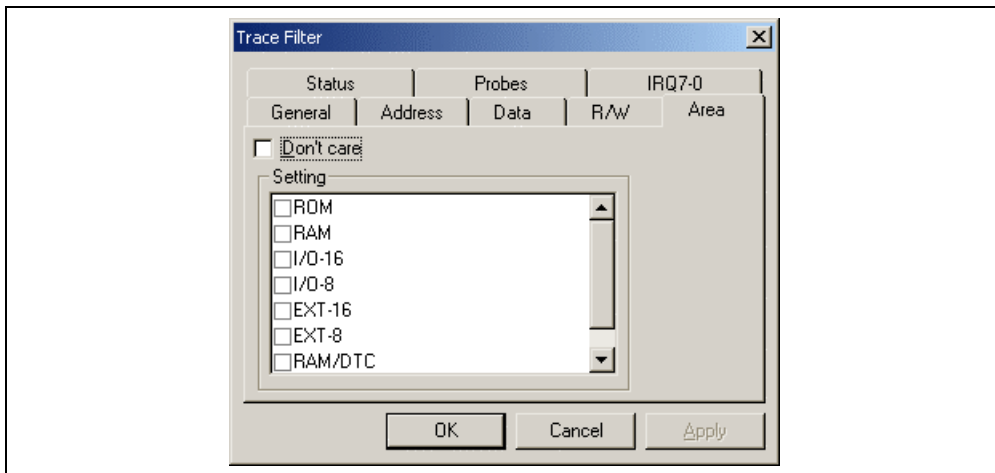 Trace Filter
Status Probes IRQ7-0
General Address Data R/W Area
Don't care
Setting
ROM
RAM
I/O-16
I/O-8
EXT-16
EXT-8
RAM/DTC
OK Cancel Apply